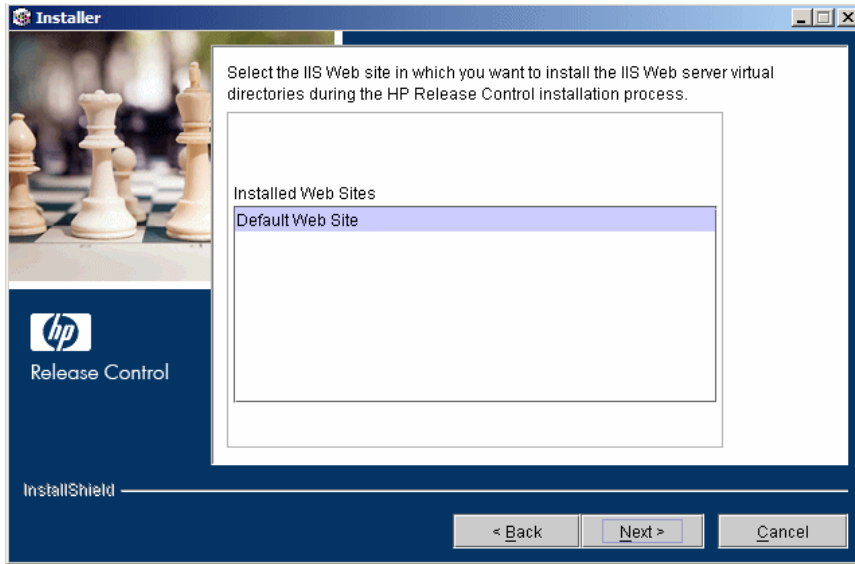 Installer
Select the IIS Web site in which you want to install the IIS Web server virtual
directories during the HP Release Control installation process.
Installed Web Sites
Default Web Site
hp
Release Control
InstallShield
< Back
Next >
Cancel